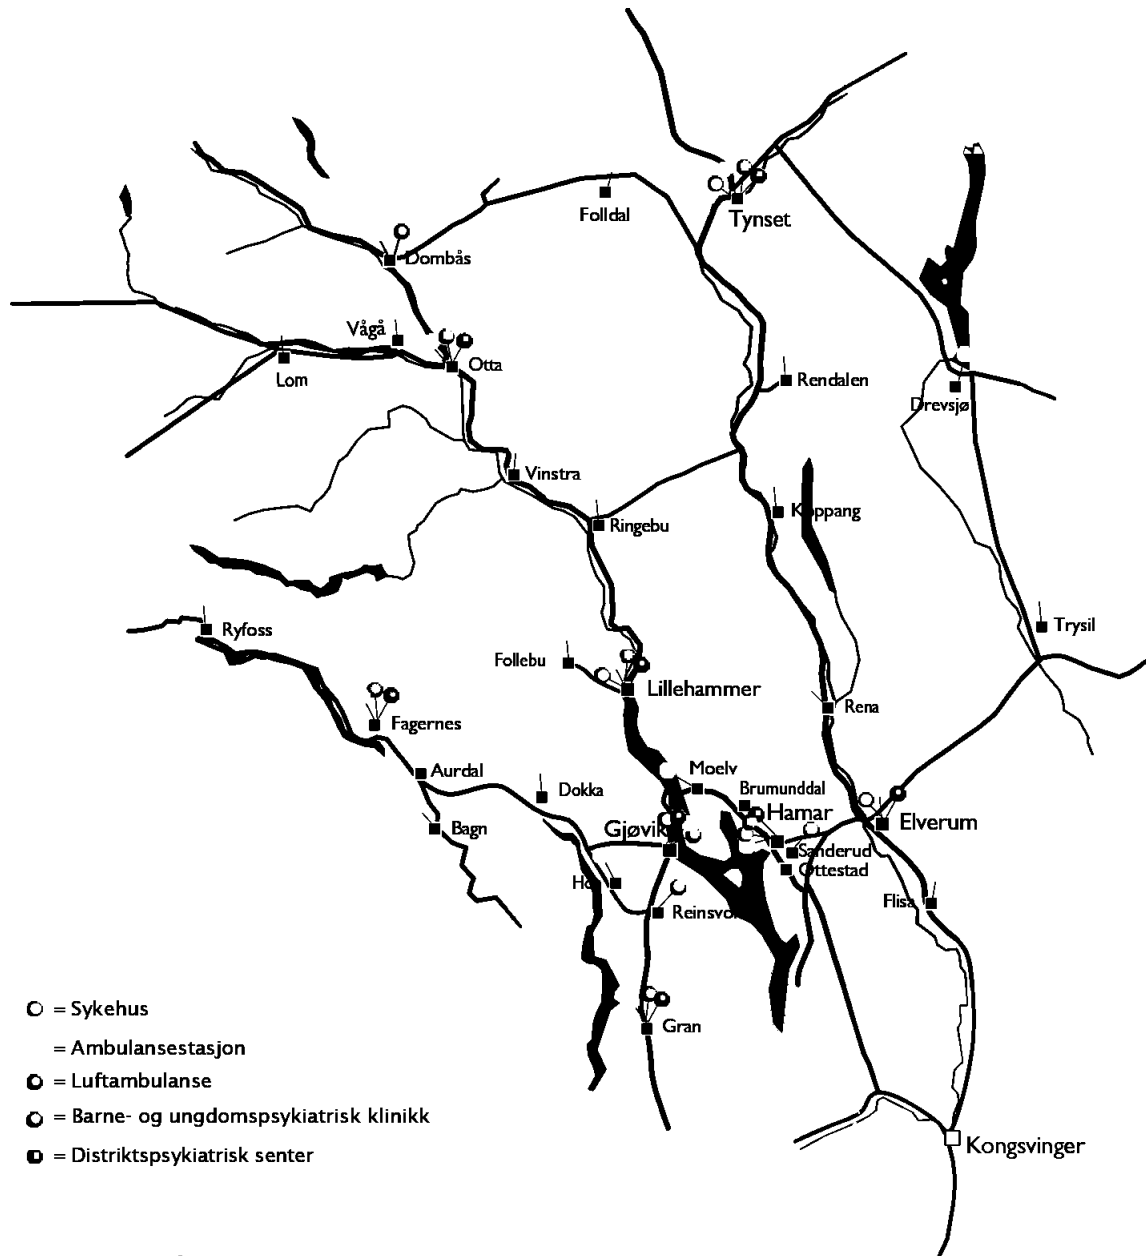 Folldal
Tynset
Dombås
Vågå
Otta
Lom
Rendalen
Drevsjø
Vinstra
Koppang
Ringebu
Ryfoss
Trysil
Follebu
Lillehammer
Rena
Fagernes
Moelv
Aurdal
Dokka
Brumunddal
Hamar
Gjøvik
Elverum
Bagn
Sanderud
Ottestad
Flisa
Reinsvoll
Gran
= Sykehus
= Ambulansestasjon
= Luftambulanse
= Barne- og ungdomspsykiatrisk klinikk
= Distriktspsykiatrisk senter
Kongsvinger